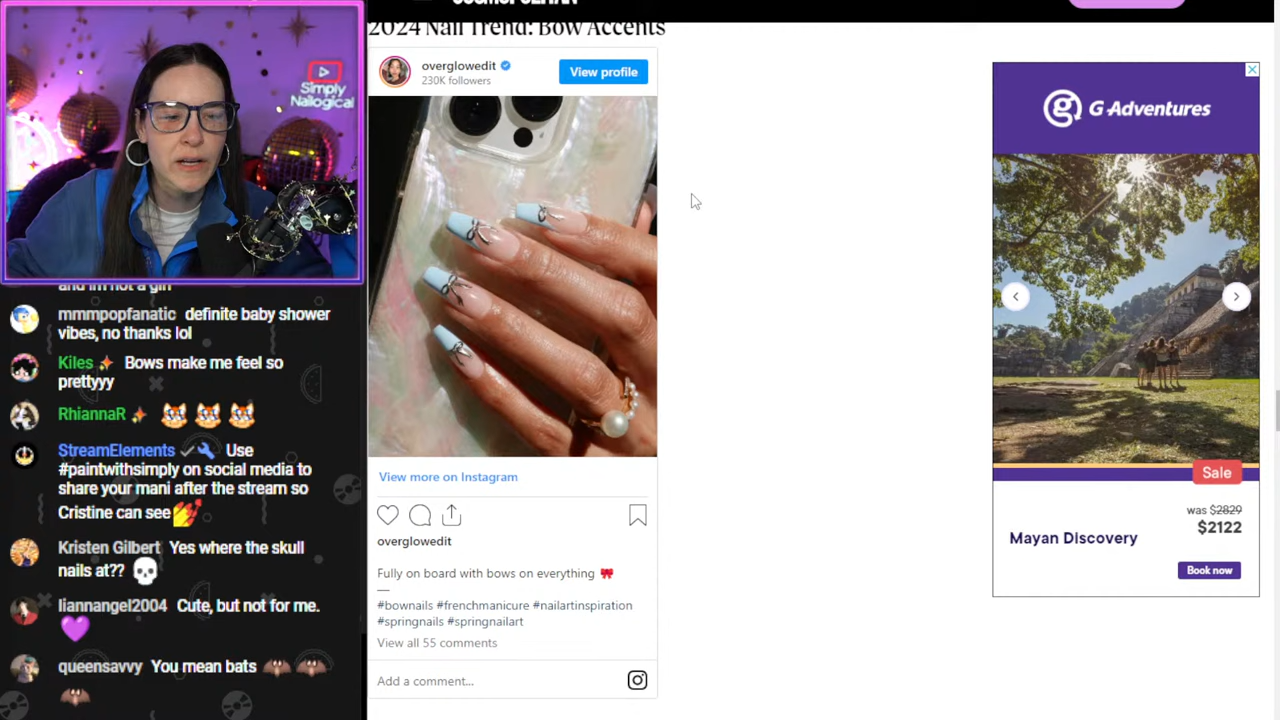 Simply
Nailogical
and im not a girl
mmmpopfanatic definite baby shower
vibes, no thanks lol
Kiles Bows make me feel so
prettyyy
RhiannaR
StreamElements Use
#paintwithsimply on social media to
share your mani after the stream so
Cristine can see
Kristen Gilbert Yes where the skull
nails at??
liannangel2004 Cute, but not for me.
queensavvy You mean bats
COSMOPOLITAN
2024 Nail Trend: Bow Accents
overglowedit
230K followers
View profile
View more on Instagram
overglowedit
Fully on board with bows on everything
—
#bownails #frenchmanicure #nailartinspiration
#springnails #springnailart
View all 55 comments
Add a comment...
G Adventures
Sale
was $2829
$2122
Mayan Discovery
Book now